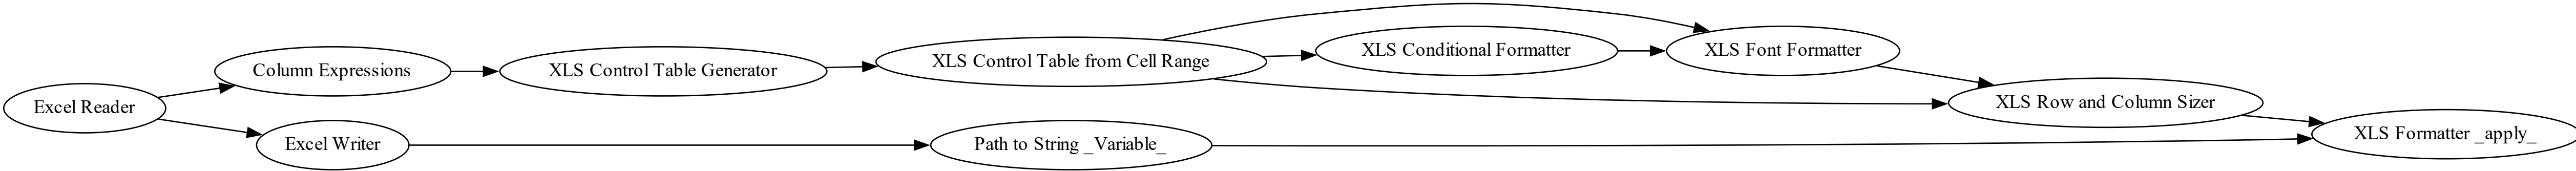 Excel Reader
Column Expressions
Excel Writer
XLS Control Table Generator
XLS Control Table from Cell Range
Path to String _Variable_
XLS Conditional Formatter
XLS Font Formatter
XLS Row and Column Sizer
XLS Formatter _apply_